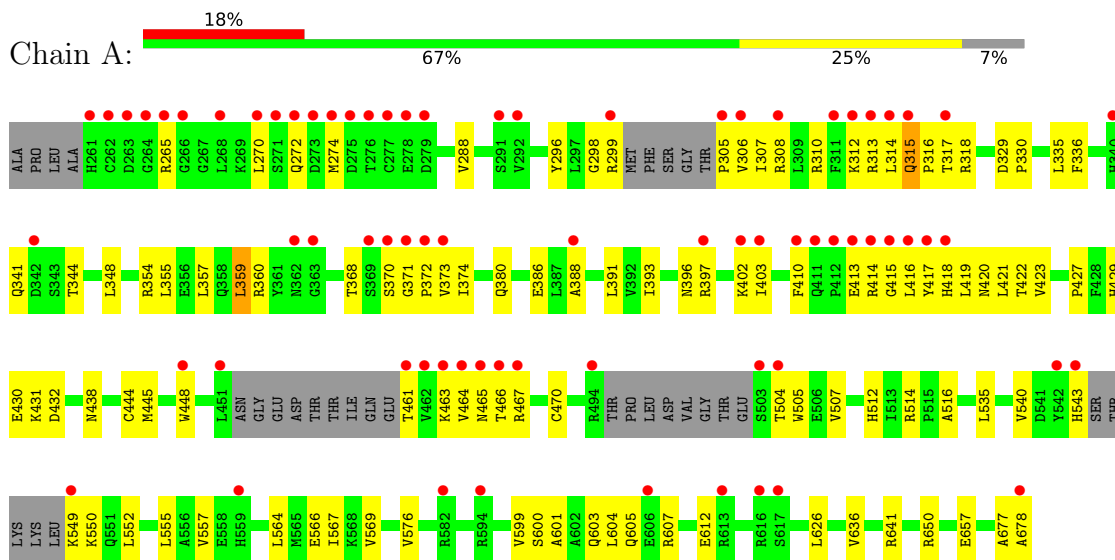 18%
Chain A:
67% 25% 7%
ALA PRO LEU ALA H261 C262 D263 G264 R265 G266 G267 L268 K269 L270 S271 Q272 D273 M274 D275 T276 C277 E278 D279 V288 S291 V292 Y296 L297 G298 R299 MET PHE SER GLY THR P305 V306 I307 R308 L309 R310 F311 K312 R313 L314 Q315 P316 T317 R318 D329 P330 L335 F336 H340
Q341 D342 S343 T344 L348 R354 L355 E356 L357 Q358 L359 R360 Y361 N362 G363 T368 S369 S370 G371 P372 V373 I374 Q380 E386 L387 A388 L391 V392 I393 N396 R397 K402 I403 F410 Q411 P412 E413 R414 G415 L416 Y417 H418 L419 N420 L421 T422 V423 P427 F428 H429
E430 K431 D432 N438 C444 M445 W448 L451 ASN GLY GLU ASP THR THR ILE GLN GLU T461 V462 K463 V464 N465 T466 R467 C470 R494 THR PRO LEU ASP VAL GLY THR GLU S503 T504 W505 E506 V507 H512 I513 R514 P515 A516 L535 V540 D541 Y542 H543 SER THR
LYS LYS LEU K549 K550 Q551 L552 L555 A556 V557 E558 H559 L564 M565 E566 I567 K568 V569 V576 R582 R594 V599 S600 A601 A602 Q603 L604 Q605 E606 R607 E612 R613 R616 S617 L626 V636 R641 R650 E657 A677 A678